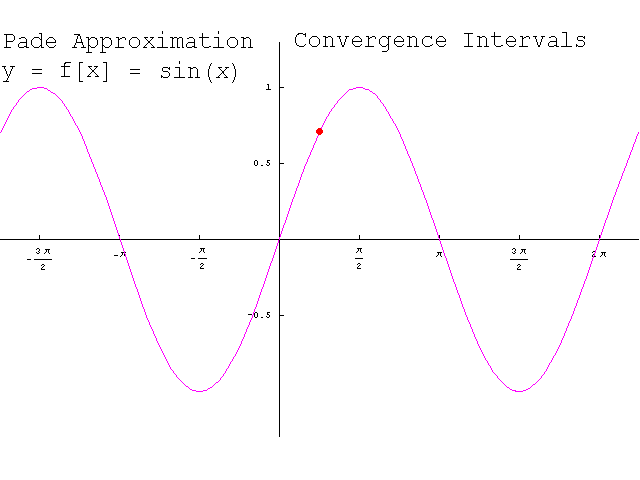 Pade Approximation Convergence Intervals
y = f[x] = sin(x)
1
0.5
-3π/2 -π -π/2 π/2 π 3π/2 2π
-0.5